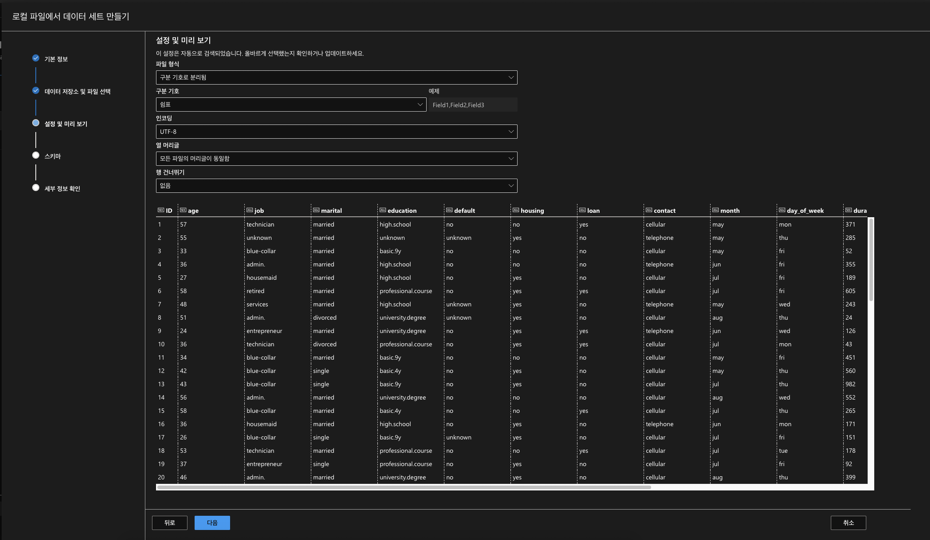 로컬 파일에서 데이터 세트 만들기
기본 정보
데이터 저장소 및 파일 선택
설정 및 미리 보기
스키마
세부 정보 확인
설정 및 미리 보기
이 설정은 자동으로 검색되었습니다. 올바르게 선택했는지 확인하거나 업데이트하세요.
파일 형식
구분 기호로 분리됨
구분 기호 예제
쉼표 Field1,Field2,Field3
인코딩
UTF-8
열 머리글
모든 파일의 머리글이 동일함
행 건너뛰기
없음
ID age job marital education default housing loan contact month day_of_week dura
1 57 technician married high.school no no yes cellular may mon 371
2 55 unknown married unknown unknown yes no telephone may thu 285
3 33 blue-collar married basic.9y no no no cellular may fri 52
4 36 admin. married high.school no no no telephone jun fri 355
5 27 housemaid married high.school no yes no cellular jul fri 189
6 58 retired married professional.course no yes yes cellular jul fri 605
7 48 services married high.school unknown yes no telephone may wed 243
8 51 admin. divorced university.degree unknown no no cellular aug thu 24
9 24 entrepreneur married university.degree no yes yes telephone jun wed 126
10 36 technician divorced professional.course no yes yes cellular jul mon 43
11 34 blue-collar married basic.9y no no no cellular may fri 451
12 42 blue-collar single basic.4y no yes no cellular may thu 560
13 43 blue-collar single basic.9y no yes no cellular jul thu 982
14 56 admin. married university.degree no no no cellular aug wed 552
15 58 blue-collar married basic.4y no no yes cellular jul thu 265
16 36 housemaid married high.school no yes no telephone jun mon 171
17 26 blue-collar single basic.9y unknown yes no cellular jul fri 151
18 53 technician married professional.course no no yes cellular jul tue 178
19 37 entrepreneur single professional.course no yes no cellular jul fri 92
20 46 admin. married university.degree no yes no cellular aug thu 399
뒤로 다음 취소